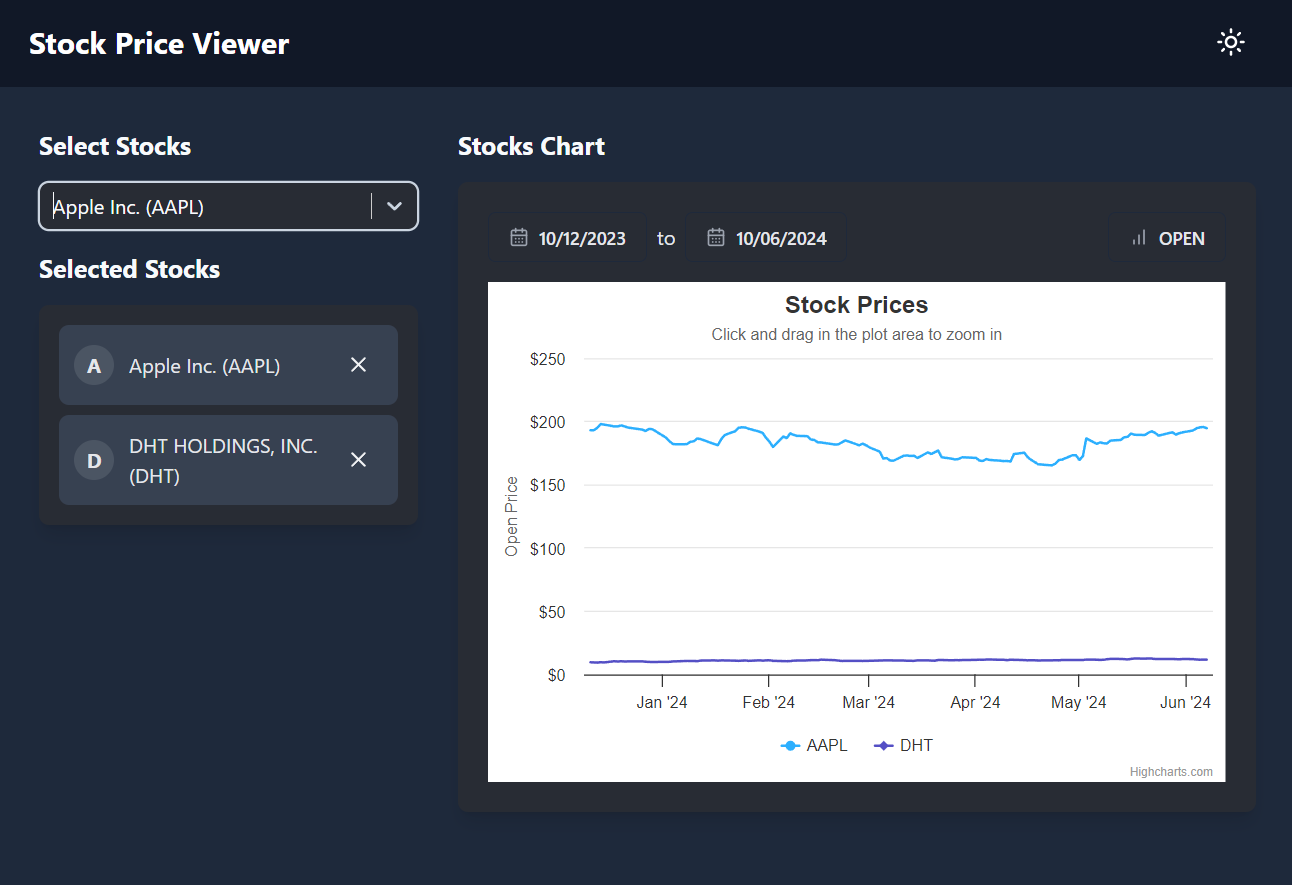 Stock Price Viewer
Select Stocks
Apple Inc. (AAPL)
Selected Stocks
A
Apple Inc. (AAPL)
D
DHT HOLDINGS, INC.
(DHT)
Stocks Chart
10/12/2023 to 10/06/2024
OPEN
Stock Prices
Click and drag in the plot area to zoom in
Open Price
$250
$200
$150
$100
$50
$0
Jan '24 Feb '24 Mar '24 Apr '24 May '24 Jun '24
AAPL DHT
Highcharts.com